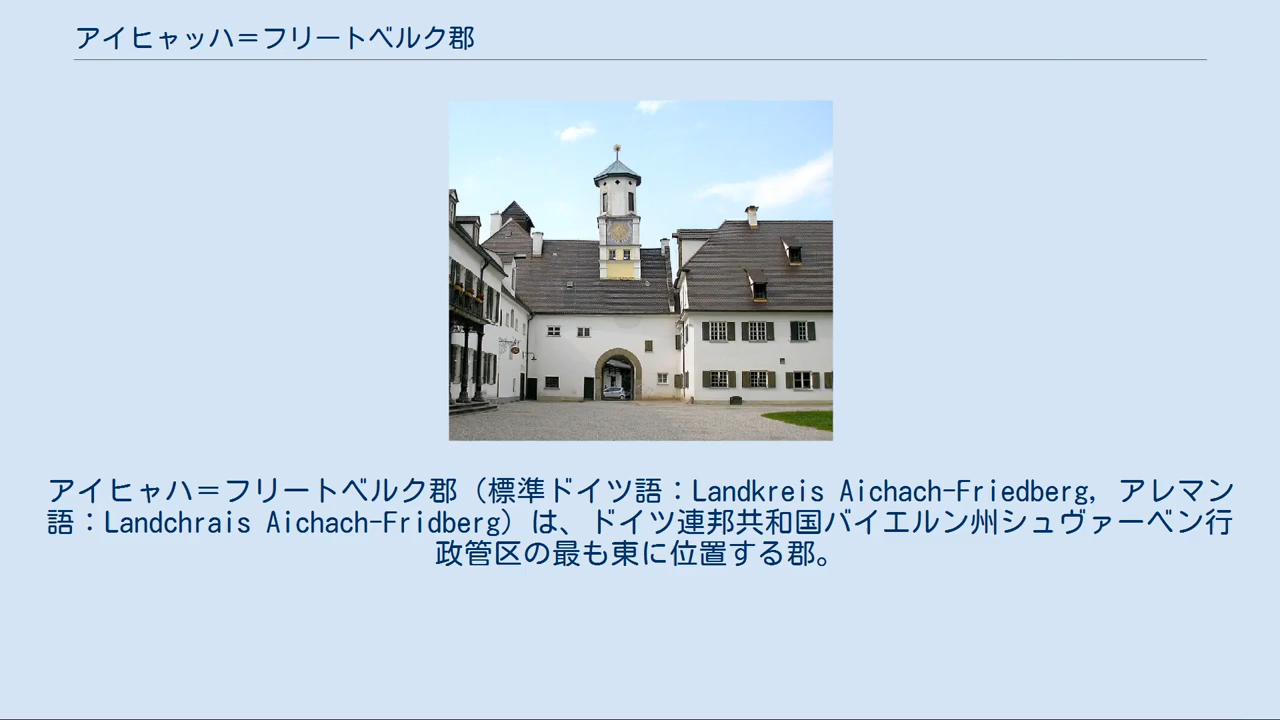 アイヒャッハ＝フリートベルク郡
アイヒャハ＝フリートベルク郡（標準ドイツ語：Landkreis Aichach-Friedberg, アレマン
語：Landchrais Aichach-Fridberg）は、ドイツ連邦共和国バイエルン州シュヴァーベン行
政管区の最も東に位置する郡。